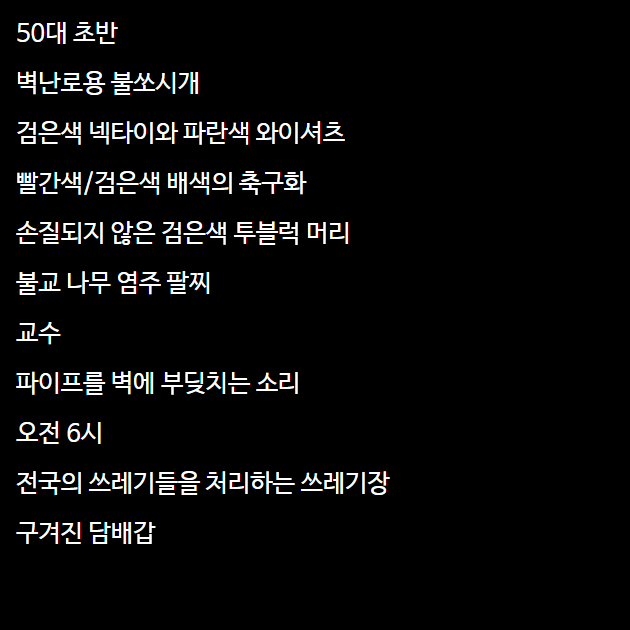 50대 초반
벽난로용 불쏘시개
검은색 넥타이와 파란색 와이셔츠
빨간색/검은색 배색의 축구화
손질되지 않은 검은색 투블럭 머리
불교 나무 염주 팔찌
교수
파이프를 벽에 부딪치는 소리
오전 6시
전국의 쓰레기들을 처리하는 쓰레기장
구겨진 담배갑